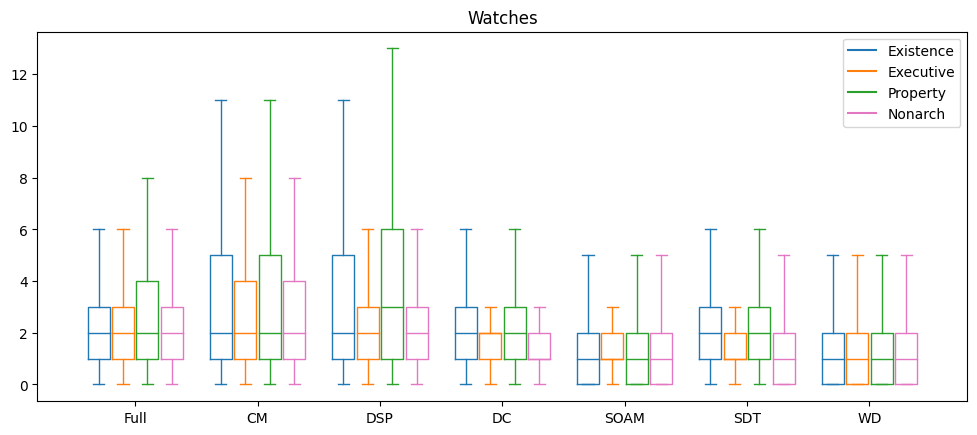 Watches
Existence
Executive
Property
Nonarch
12
10
8
6
4
2
0
Full CM DSP DC SOAM SDT WD